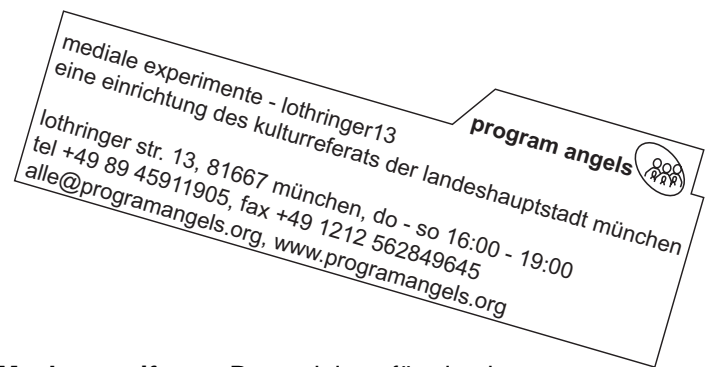 program angels
mediale experimente - lothringer13
eine einrichtung des kulturreferats der landeshauptstadt münchen
lothringer str. 13, 81667 münchen, do - so 16:00 - 19:00
tel +49 89 45911905, fax +49 1212 562849645
alle@programangels.org, www.programangels.org